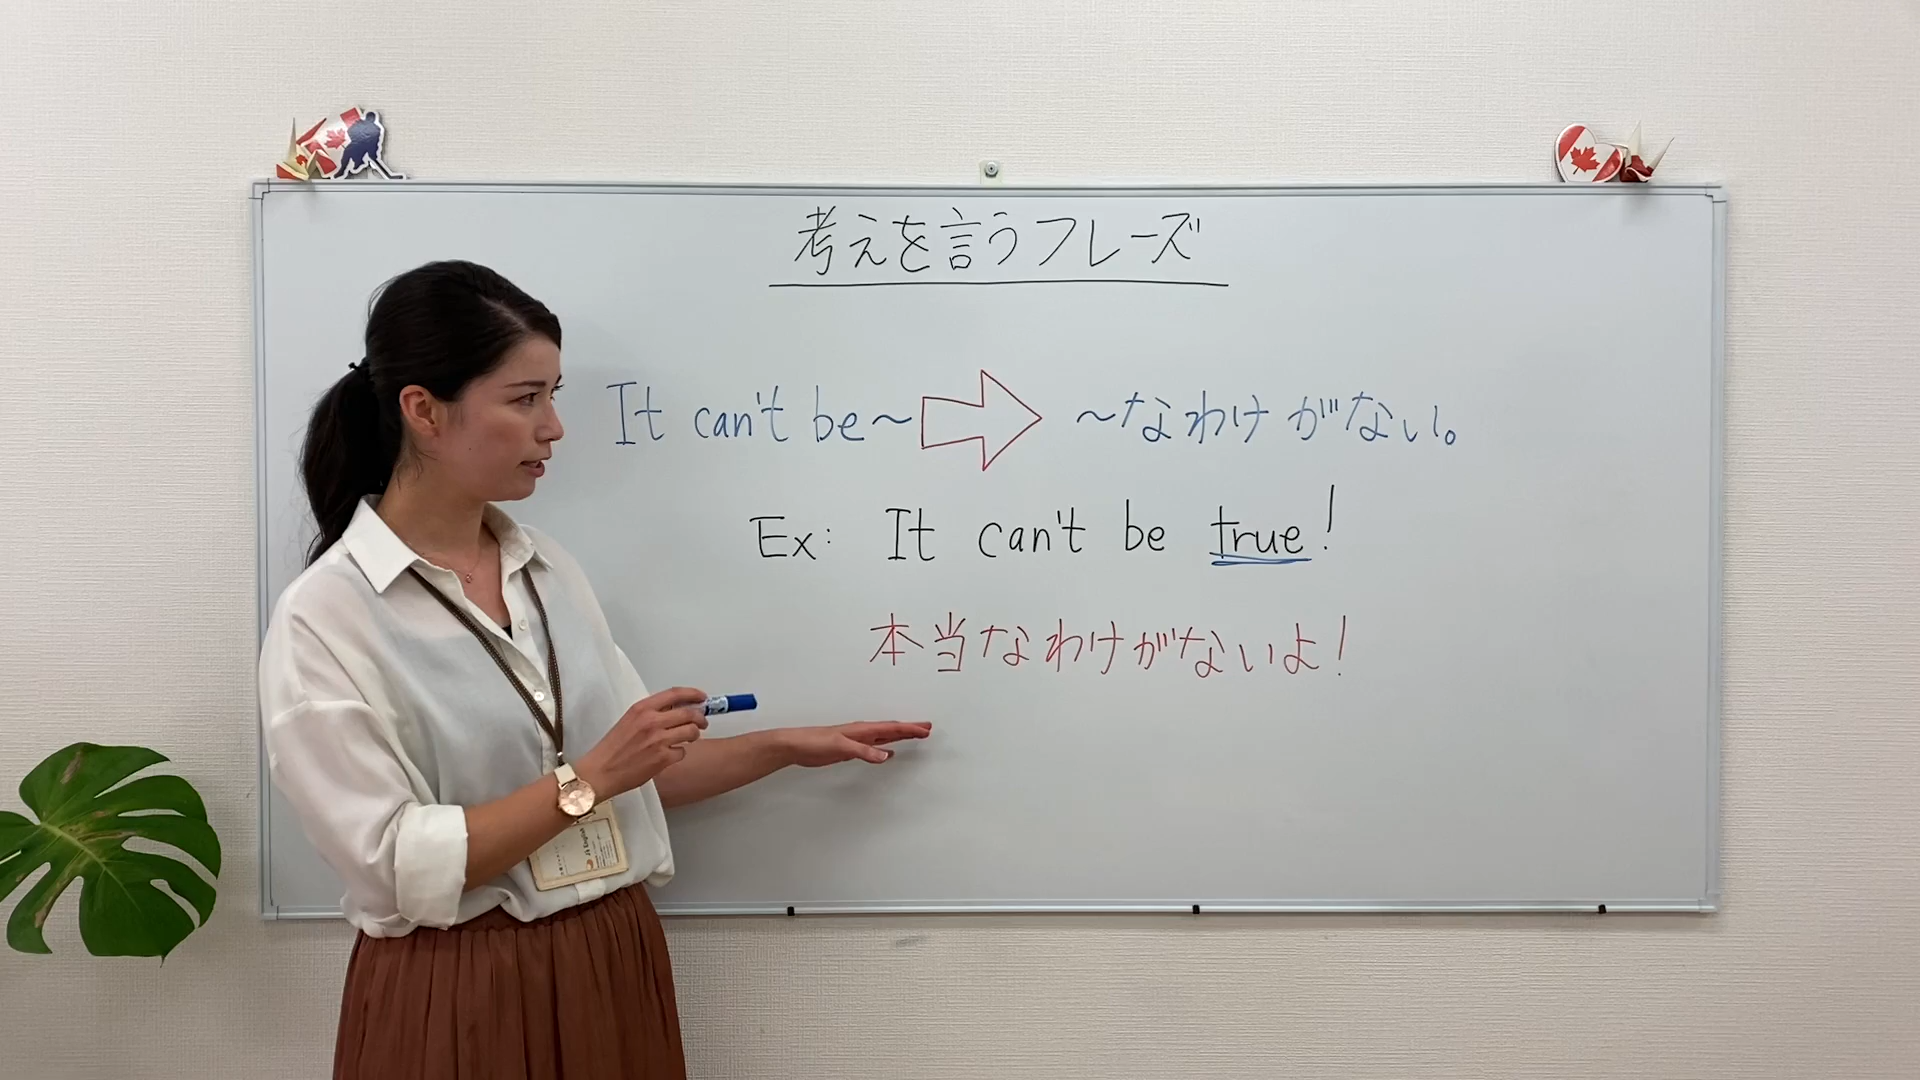 考えを言うフレーズ
It can't be～ ～なわけがない。
Ex: It can't be true!
本当なわけがないよ!